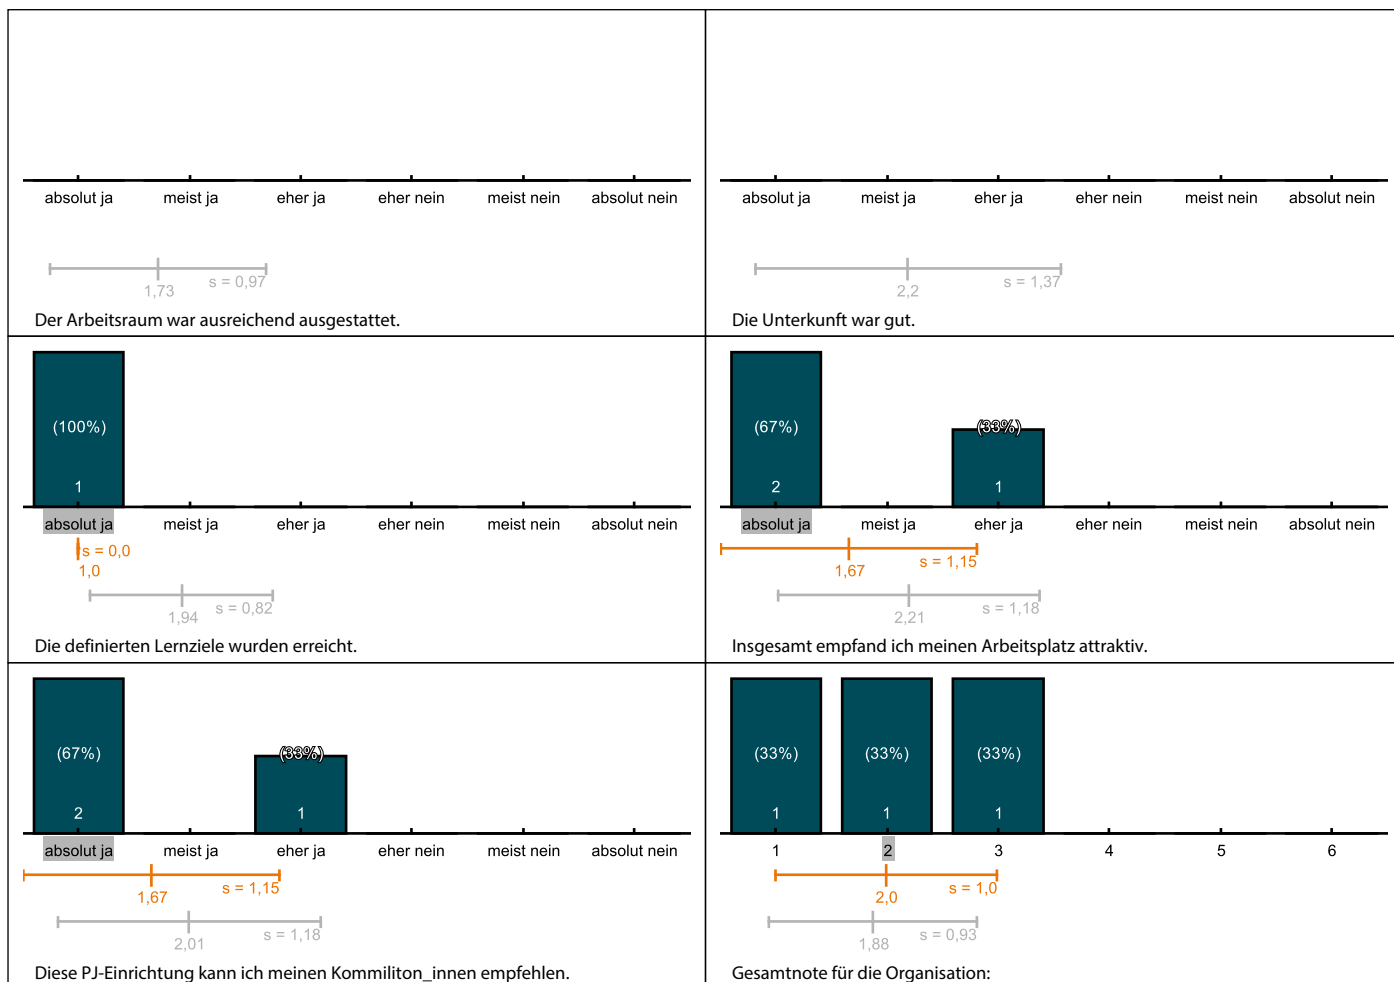 absolut ja meist ja eher ja eher nein meist nein absolut nein
s = 0,97
1,73
Der Arbeitsraum war ausreichend ausgestattet.
absolut ja meist ja eher ja eher nein meist nein absolut nein
s = 1,37
2,2
Die Unterkunft war gut.
(100%)
1
absolut ja meist ja eher ja eher nein meist nein absolut nein
s = 0,0
1,0
s = 0,82
1,94
Die definierten Lernziele wurden erreicht.
(67%) (33%)
2 1
absolut ja meist ja eher ja eher nein meist nein absolut nein
s = 1,15
1,67
s = 1,18
2,21
Insgesamt empfand ich meinen Arbeitsplatz attraktiv.
(67%) (33%)
2 1
absolut ja meist ja eher ja eher nein meist nein absolut nein
s = 1,15
1,67
s = 1,18
2,01
Diese PJ-Einrichtung kann ich meinen Kommiliton_innen empfehlen.
(33%) (33%) (33%)
1 1 1
1 2 3 4 5 6
s = 1,0
2,0
s = 0,93
1,88
Gesamtnote für die Organisation: